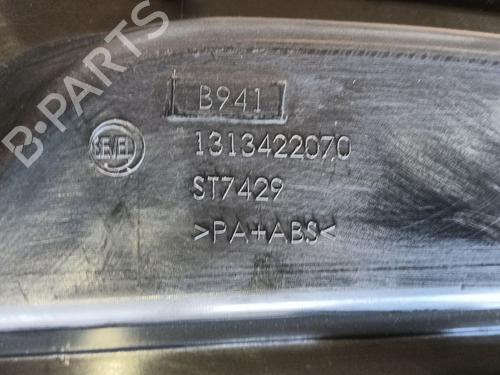 B-PARTS
B941
SEVEL
1313422070
ST7429
>PA+ABS<